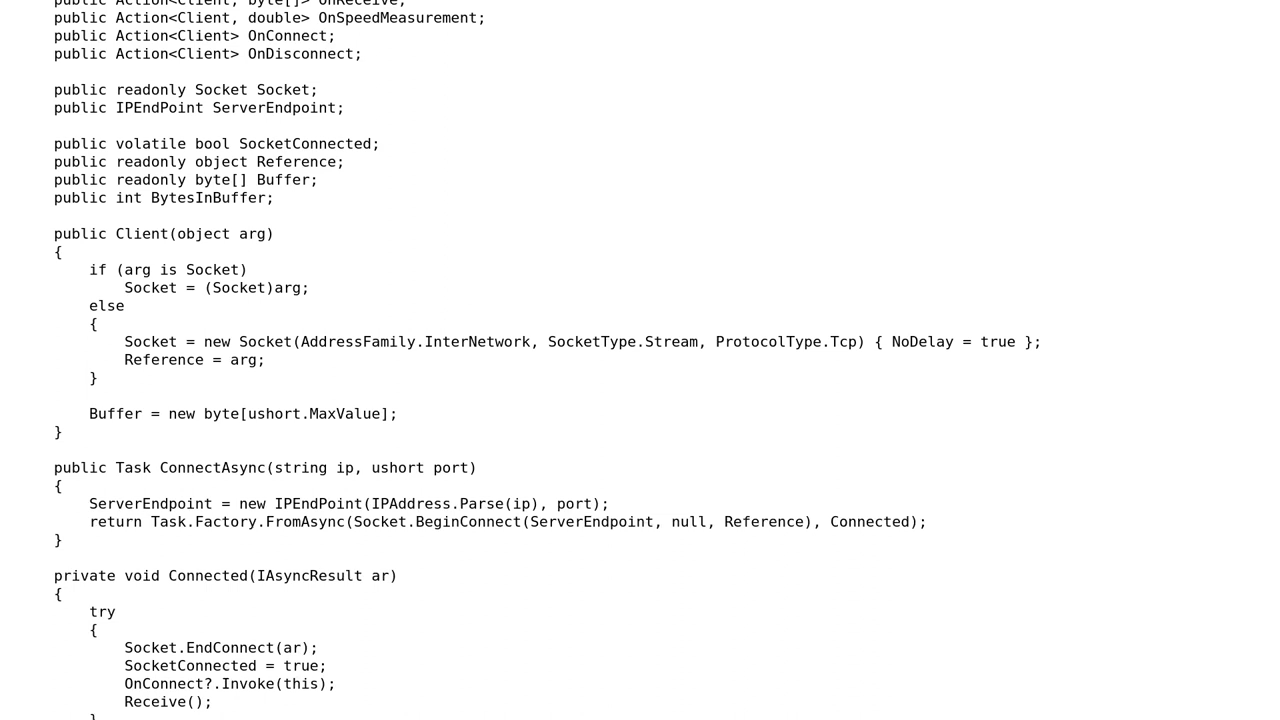 public Action<Client, byte[]> OnReceive;
public Action<Client, double> OnSpeedMeasurement;
public Action<Client> OnConnect;
public Action<Client> OnDisconnect;
public readonly Socket Socket;
public IPEndPoint ServerEndpoint;
public volatile bool SocketConnected;
public readonly object Reference;
public readonly byte[] Buffer;
public int BytesInBuffer;
public Client(object arg)
{
if (arg is Socket)
Socket = (Socket)arg;
else
{
Socket = new Socket(AddressFamily.InterNetwork, SocketType.Stream, ProtocolType.Tcp) { NoDelay = true };
Reference = arg;
}
Buffer = new byte[ushort.MaxValue];
}
public Task ConnectAsync(string ip, ushort port)
{
ServerEndpoint = new IPEndPoint(IPAddress.Parse(ip), port);
return Task.Factory.FromAsync(Socket.BeginConnect(ServerEndpoint, null, Reference), Connected);
}
private void Connected(IAsyncResult ar)
{
try
{
Socket.EndConnect(ar);
SocketConnected = true;
OnConnect?.Invoke(this);
Receive();
}